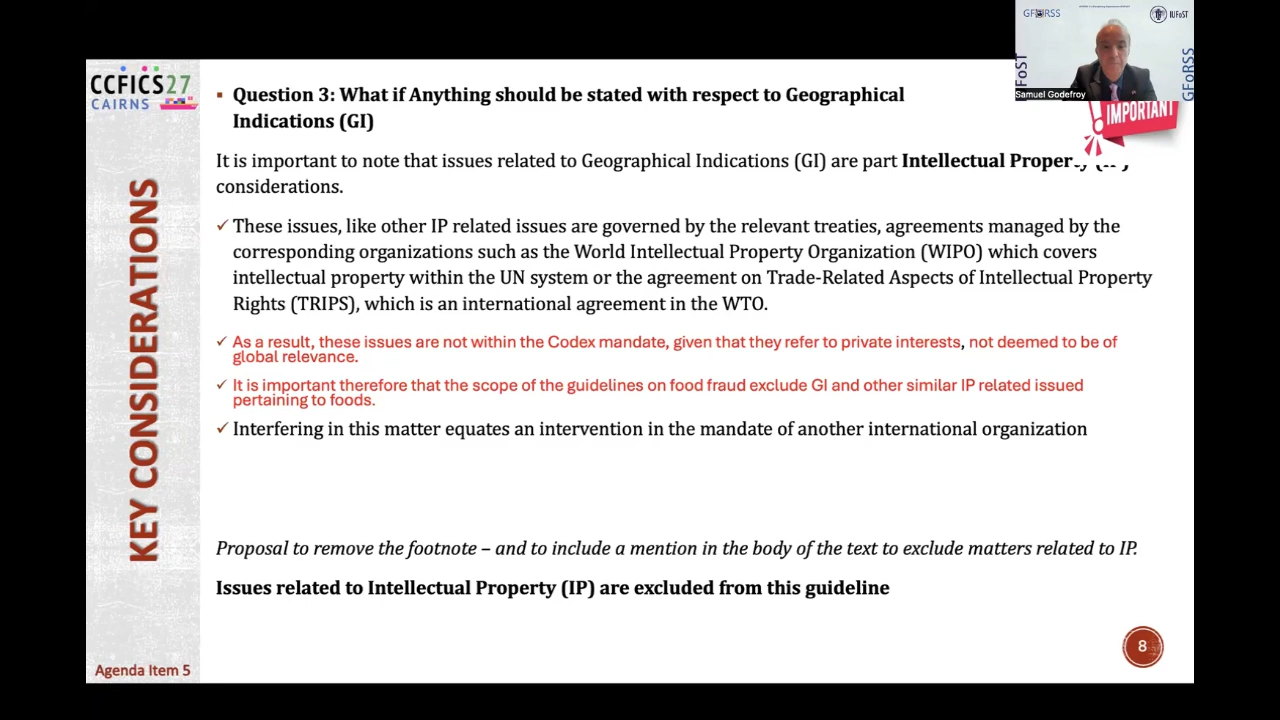 GFoRSS
IUFoST
FoST
GFoRSS
Samuel Godefroy
CCFICS27
CAIRNS
IMPORTANT
▪ Question 3: What if Anything should be stated with respect to Geographical
Indications (GI)
It is important to note that issues related to Geographical Indications (GI) are part Intellectual Property (IP)
considerations.
✓ These issues, like other IP related issues are governed by the relevant treaties, agreements managed by the
corresponding organizations such as the World Intellectual Property Organization (WIPO) which covers
intellectual property within the UN system or the agreement on Trade-Related Aspects of Intellectual Property
Rights (TRIPS), which is an international agreement in the WTO.
✓ As a result, these issues are not within the Codex mandate, given that they refer to private interests, not deemed to be of
global relevance.
✓ It is important therefore that the scope of the guidelines on food fraud exclude GI and other similar IP related issued
pertaining to foods.
✓ Interfering in this matter equates an intervention in the mandate of another international organization
Proposal to remove the footnote – and to include a mention in the body of the text to exclude matters related to IP.
Issues related to Intellectual Property (IP) are excluded from this guideline
KEY CONSIDERATIONS
Agenda Item 5
8